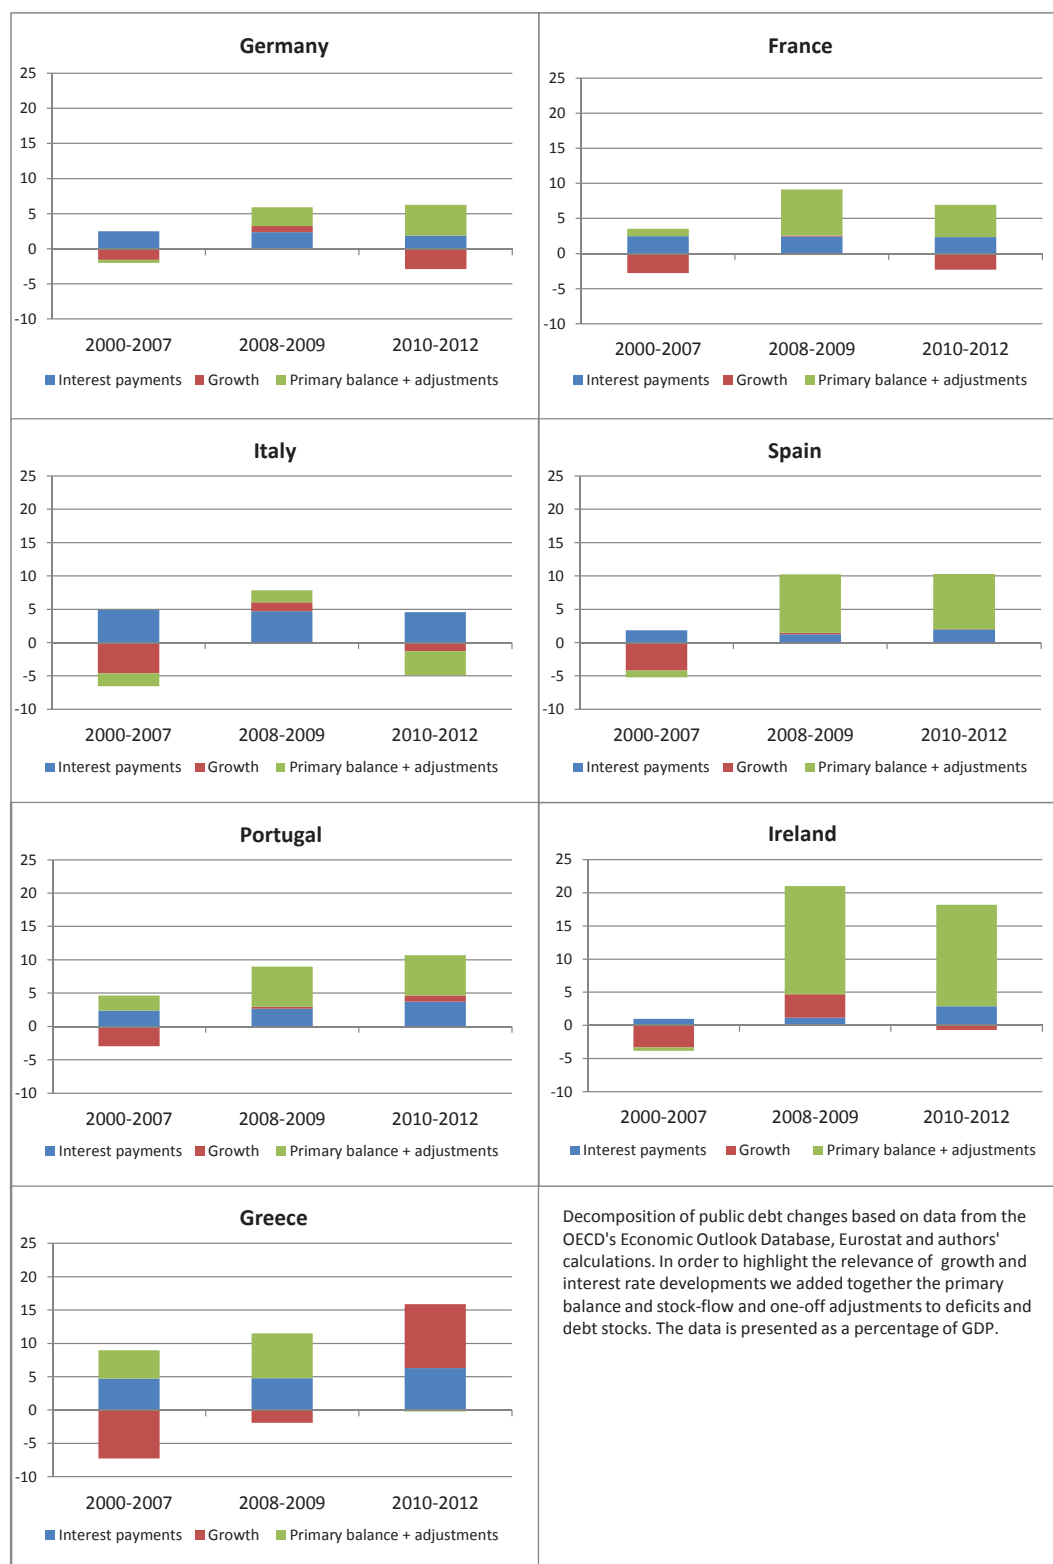 Germany
25
20
15
10
5
0
-5
-10
2000-2007 2008-2009 2010-2012
Interest payments Growth Primary balance + adjustments
France
25
20
15
10
5
0
-5
-10
2000-2007 2008-2009 2010-2012
Interest payments Growth Primary balance + adjustments
Italy
25
20
15
10
5
0
-5
-10
2000-2007 2008-2009 2010-2012
Interest payments Growth Primary balance + adjustments
Spain
25
20
15
10
5
0
-5
-10
2000-2007 2008-2009 2010-2012
Interest payments Growth Primary balance + adjustments
Portugal
25
20
15
10
5
0
-5
-10
2000-2007 2008-2009 2010-2012
Interest payments Growth Primary balance + adjustments
Ireland
25
20
15
10
5
0
-5
-10
2000-2007 2008-2009 2010-2012
Interest payments Growth Primary balance + adjustments
Greece
25
20
15
10
5
0
-5
-10
2000-2007 2008-2009 2010-2012
Interest payments Growth Primary balance + adjustments
Decomposition of public debt changes based on data from the
OECD's Economic Outlook Database, Eurostat and authors'
calculations. In order to highlight the relevance of growth and
interest rate developments we added together the primary
balance and stock-flow and one-off adjustments to deficits and
debt stocks. The data is presented as a percentage of GDP.